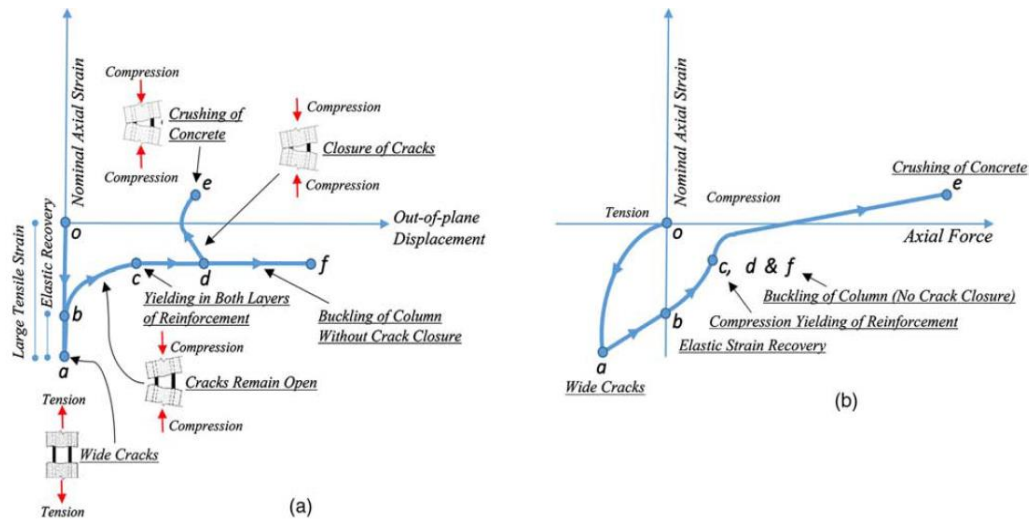 Nominal Axial Strain
Compression
Crushing of
Concrete
Compression
e
Compression
Closure of Cracks
Compression
o
Out-of-plane
Displacement
Large Tensile Strain
Elastic Recovery
b
a
c
d
f
Yielding in Both Layers
of Reinforcement
Buckling of Column
Without Crack Closure
Compression
Cracks Remain Open
Compression
Tension
Wide Cracks
Tension
(a)
Nominal Axial Strain
Crushing of Concrete
e
Tension
Compression
o
Axial Force
c, d & f
Buckling of Column (No Crack Closure)
b
Compression Yielding of Reinforcement
Elastic Strain Recovery
a
Wide Cracks
(b)